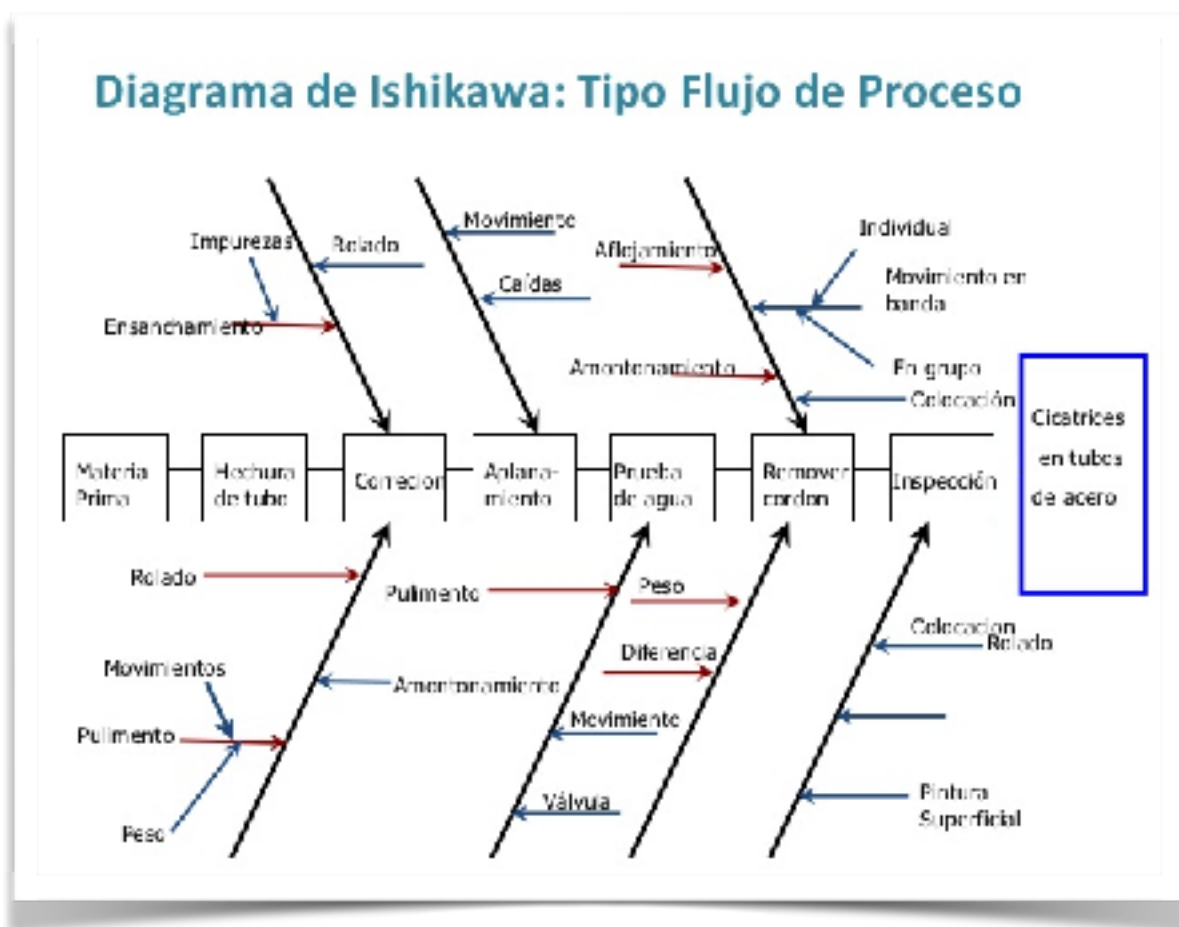 Diagrama de Ishikawa: Tipo Flujo de Proceso
Movimiento
Individual
Impurezas
Rolado
Aflojamiento
Caídas
Movimiento en
banda
Ensanchamiento
Amontonamiento
En grupo
Colocación
Materia
Prima
Hechura
de tubo
Correcion
Aplana-
miento
Prueba
de agua
Remover
cordon
Inspección
Cicatrices
en tubos
de acero
Rolado
Pulimento
Peso
Diferencia
Colocacion
Rolado
Movimientos
Amontonamiento
Movimiento
Pulimento
Válvula
Peso
Pintura
Superficial